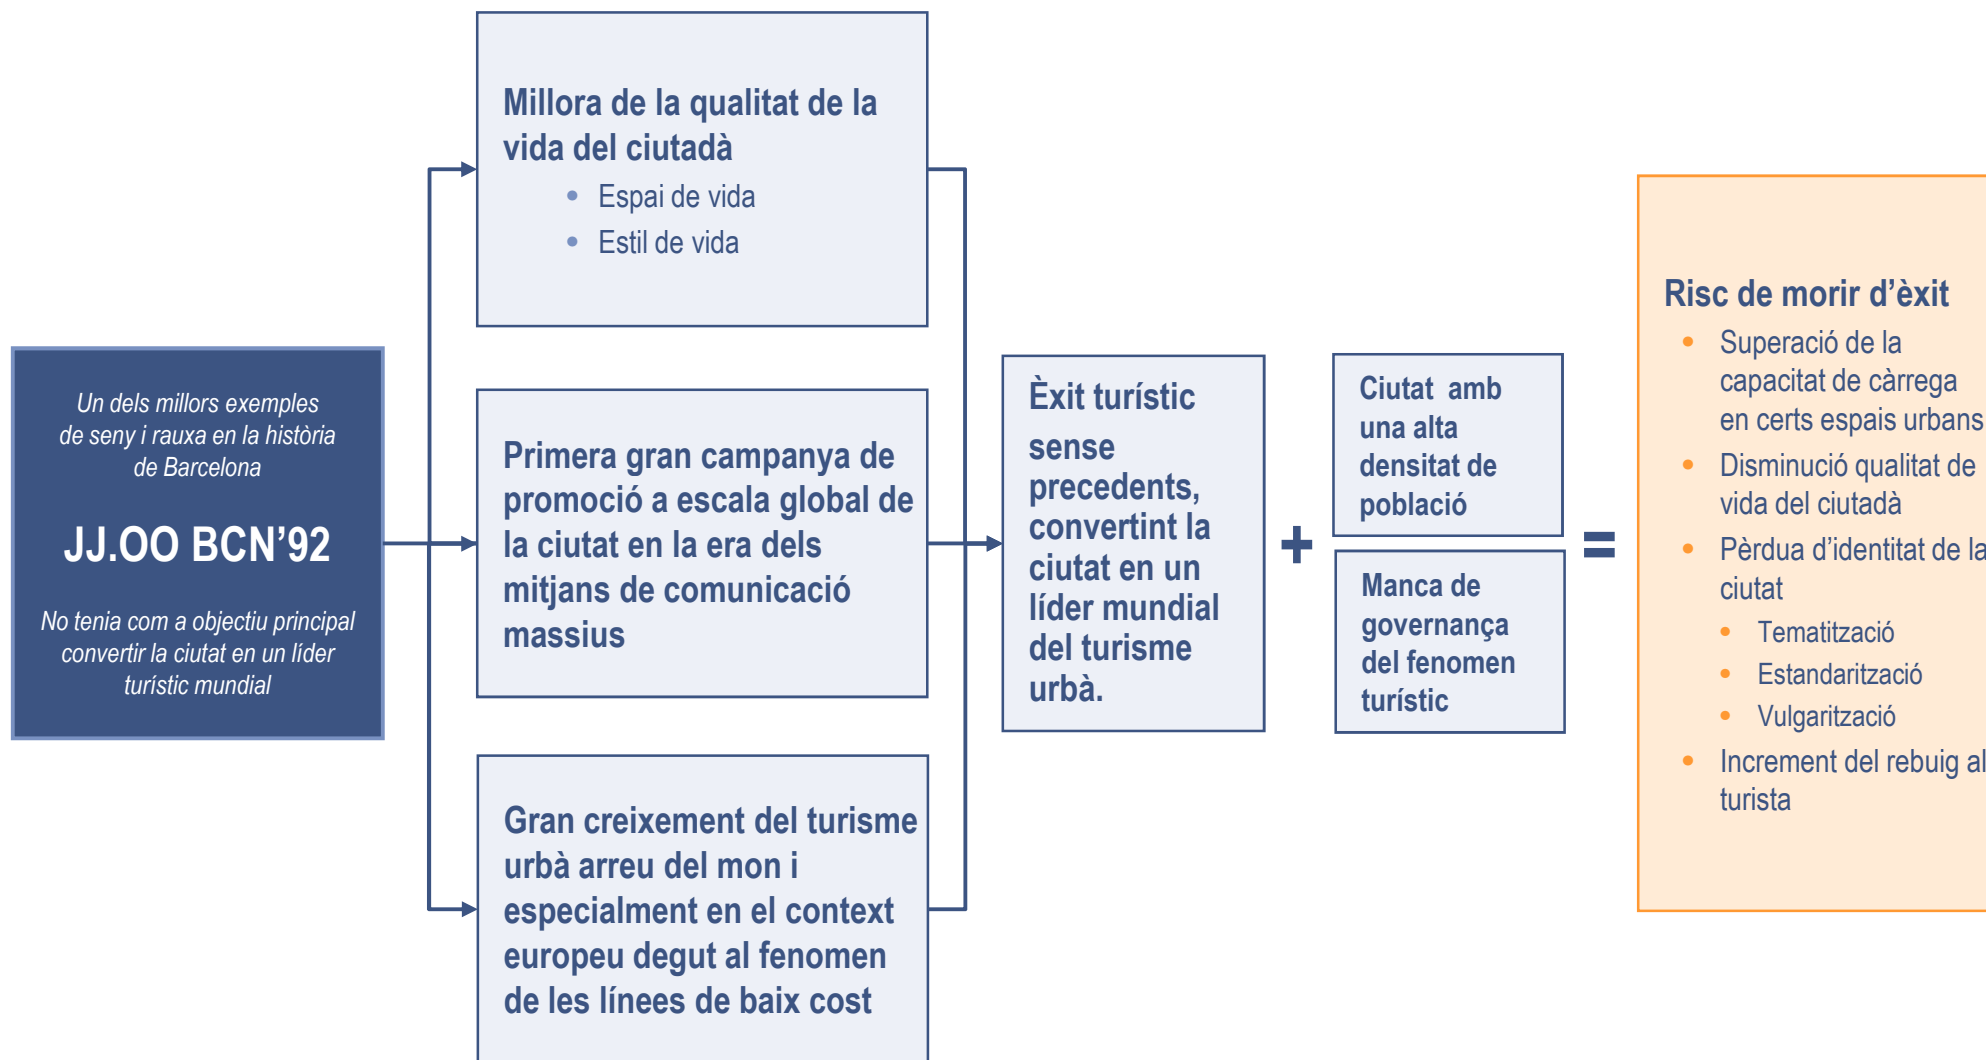 Un dels millors exemples
de seny i rauxa en la història
de Barcelona
JJ.OO BCN’92
No tenia com a objectiu principal
convertir la ciutat en un líder
turístic mundial
Millora de la qualitat de la
vida del ciutadà
• Espai de vida
• Estil de vida
Primera gran campanya de
promoció a escala global de
la ciutat en la era dels
mitjans de comunicació
massius
Gran creixement del turisme
urbà arreu del mon i
especialment en el context
europeu degut al fenomen
de les línees de baix cost
Èxit turístic
sense
precedents,
convertint la
ciutat en un
líder mundial
del turisme
urbà.
+
Ciutat amb
una alta
densitat de
població
Manca de
governança
del fenomen
turístic
=
Risc de morir d’èxit
• Superació de la
capacitat de càrrega
en certs espais urbans
• Disminució qualitat de
vida del ciutadà
• Pèrdua d’identitat de la
ciutat
• Tematització
• Estandarització
• Vulgarització
• Increment del rebuig al
turista